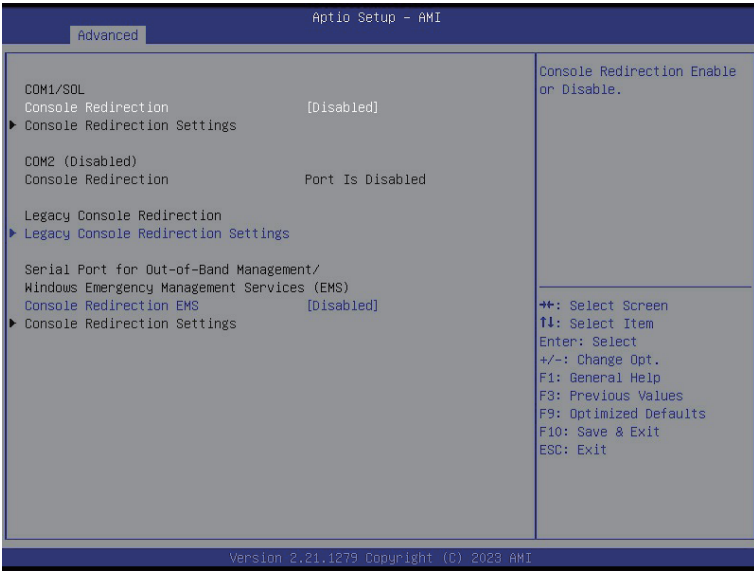 Aptio Setup – AMI
Advanced
COM1/SOL
Console Redirection [Disabled]
▶ Console Redirection Settings
COM2 (Disabled)
Console Redirection Port Is Disabled
Legacy Console Redirection
▶ Legacy Console Redirection Settings
Serial Port for Out-of-Band Management/
Windows Emergency Management Services (EMS)
Console Redirection EMS [Disabled]
▶ Console Redirection Settings
Console Redirection Enable
or Disable.
→←: Select Screen
↑↓: Select Item
Enter: Select
+/-: Change Opt.
F1: General Help
F3: Previous Values
F9: Optimized Defaults
F10: Save & Exit
ESC: Exit
Version 2.21.1279 Copyright (C) 2023 AMI